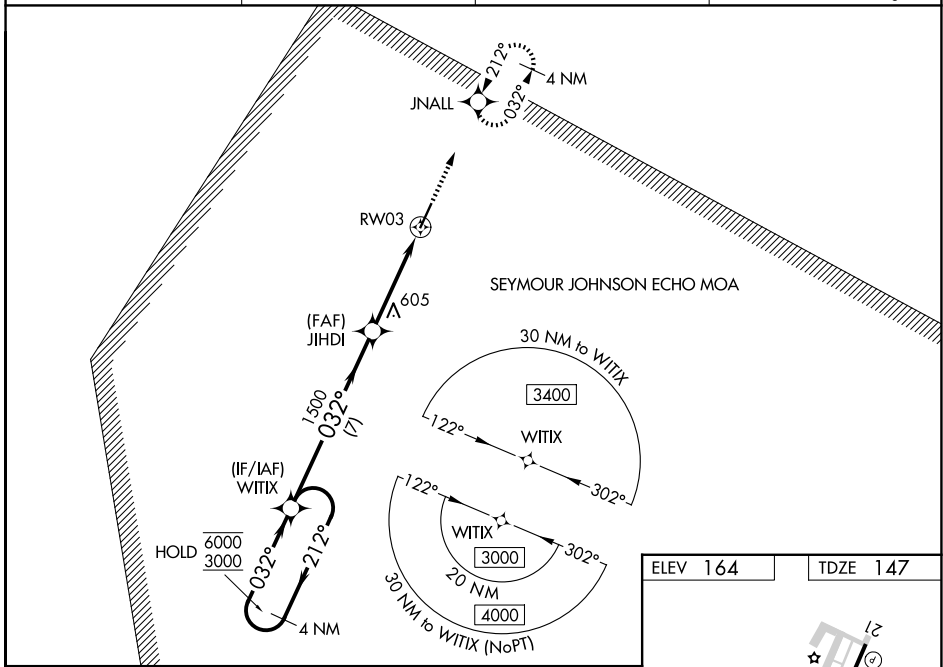 212°
4 NM
JNALL
032°
RW03
SEYMOUR JOHNSON ECHO MOA
605
(FAF)
JIHDI
30 NM to WITIX
3400
1500
032°
(7)
122°
WITIX
302°
(IF/IAF)
WITIX
122°
WITIX
302°
3000
20 NM
4000
30 NM to WITIX (NoPT)
HOLD
6000
3000
032°
212°
4 NM
ELEV 164
TDZE 147
21
P